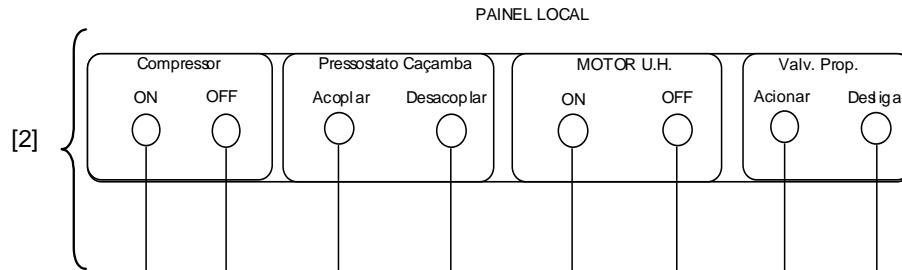 PAINEL LOCAL
Compressor
Pressostato Caçamba
MOTOR U.H.
Valv. Prop.
ON
OFF
Acoplar
Desacoplar
ON
OFF
Acionar
Desliga
[2]